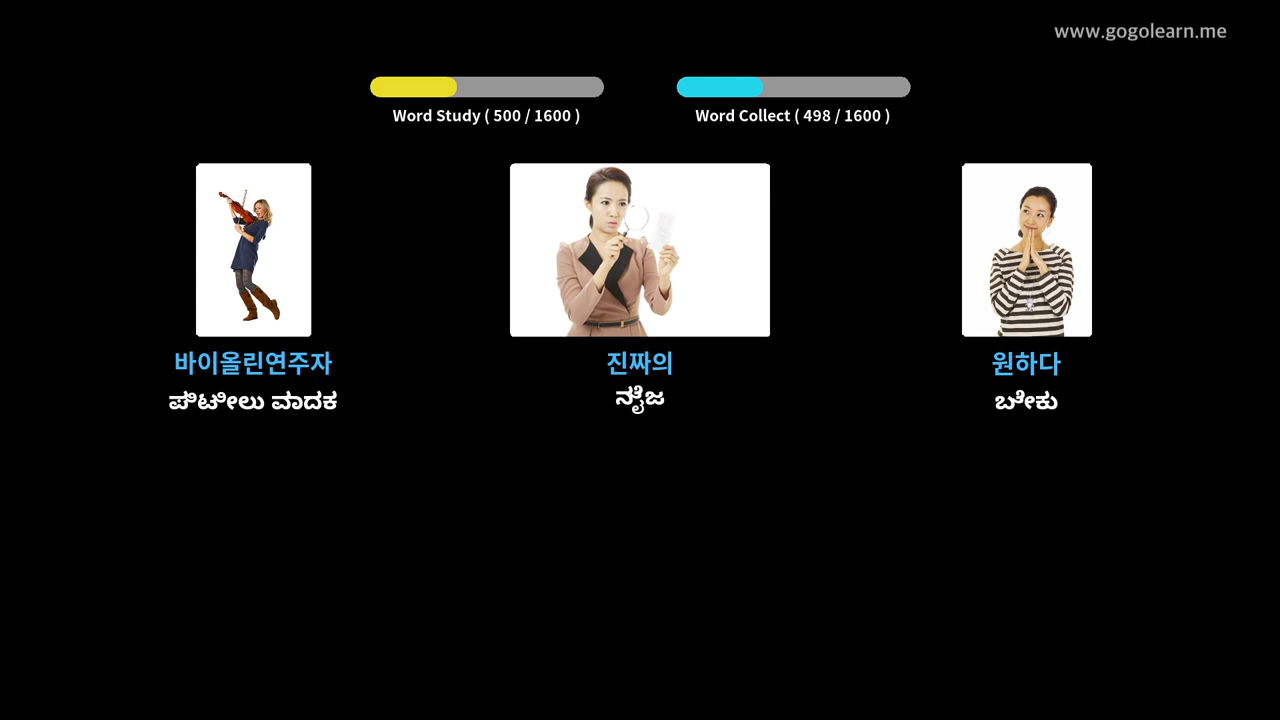 www.gogolearn.me
Word Study ( 500 / 1600 )
Word Collect ( 498 / 1600 )
바이올린연주자
ಪಿಟೀಲು ವಾದಕ
진짜의
ನೈಜ
원하다
ಬೇಕು